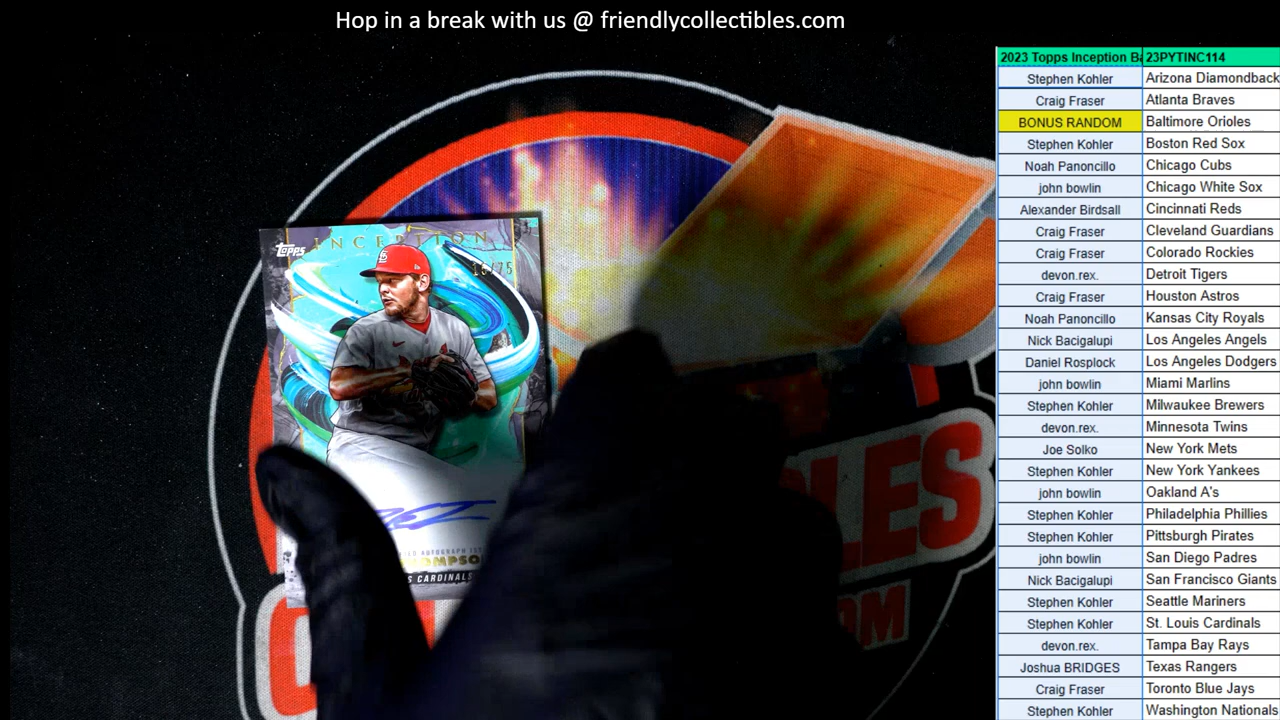 Hop in a break with us @ friendlycollectibles.com
2023 Topps Inception Ba 23PYTINC114
Stephen Kohler Arizona Diamondback
Craig Fraser Atlanta Braves
BONUS RANDOM Baltimore Orioles
Stephen Kohler Boston Red Sox
Noah Panoncillo Chicago Cubs
john bowlin Chicago White Sox
Alexander Birdsall Cincinnati Reds
Craig Fraser Cleveland Guardians
Craig Fraser Colorado Rockies
devon.rex. Detroit Tigers
Craig Fraser Houston Astros
Noah Panoncillo Kansas City Royals
Nick Bacigalupi Los Angeles Angels
Daniel Rosplock Los Angeles Dodgers
john bowlin Miami Marlins
Stephen Kohler Milwaukee Brewers
devon.rex. Minnesota Twins
Joe Solko New York Mets
Stephen Kohler New York Yankees
john bowlin Oakland A's
Stephen Kohler Philadelphia Phillies
Stephen Kohler Pittsburgh Pirates
john bowlin San Diego Padres
Nick Bacigalupi San Francisco Giants
Stephen Kohler Seattle Mariners
Stephen Kohler St. Louis Cardinals
devon.rex. Tampa Bay Rays
Joshua BRIDGES Texas Rangers
Craig Fraser Toronto Blue Jays
Stephen Kohler Washington Nationals
Topps INCEPTION
/75
AUTOGRAPH
CARDINALS
LES
OM